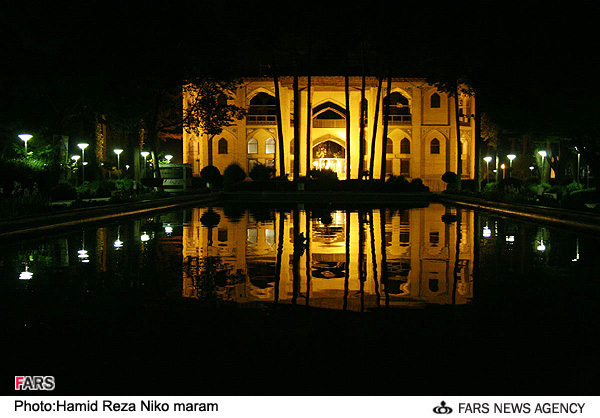 FARS
Photo:Hamid Reza Niko maram
FARS NEWS AGENCY